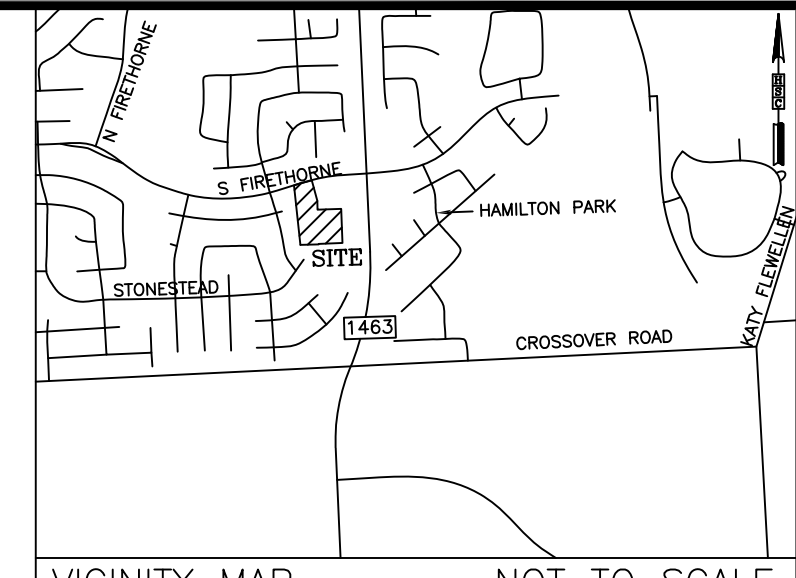 N FIRETHORNE
HSC
S FIRETHORNE
HAMILTON PARK
SITE
KATY FLEWELLEN
STONESTEAD
1463
CROSSOVER ROAD
VICINITY MAP NOT TO SCALE